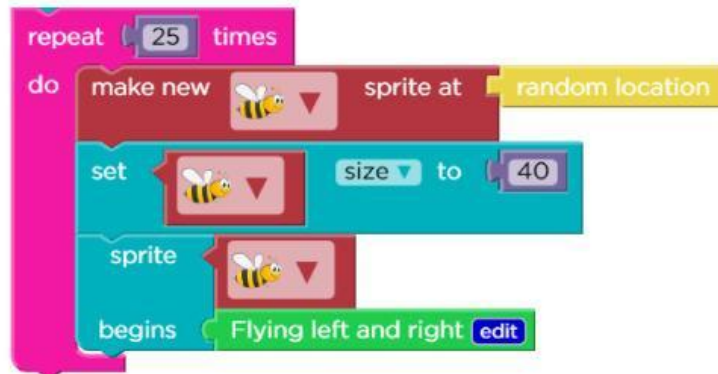 repeat 25 times
do make new sprite at random location
set size to 40
sprite
begins Flying left and right edit